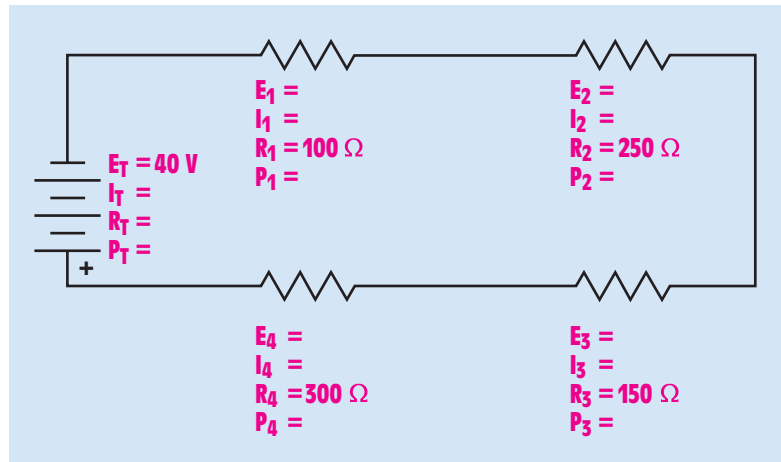 E1 =
I1 =
R1 = 100 Ω
P1 =
E2 =
I2 =
R2 = 250 Ω
P2 =
ET = 40 V
IT =
RT =
PT =
+
E4 =
I4 =
R4 = 300 Ω
P4 =
E3 =
I3 =
R3 = 150 Ω
P3 =